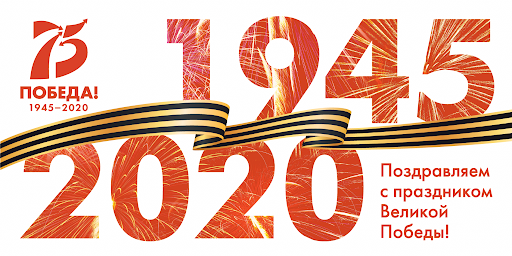 75
ПОБЕДА!
1945–2020
1945
2020
Поздравляем
с праздником
Великой
Победы!